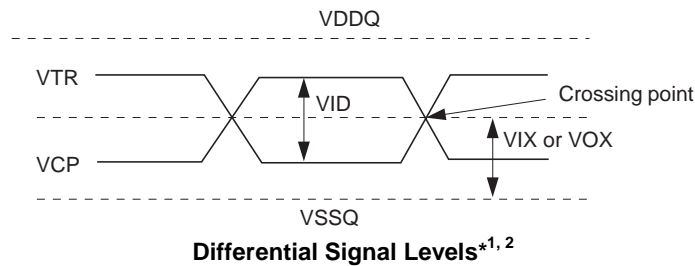 VDDQ
VTR
VID
Crossing point
VIX or VOX
VCP
VSSQ
Differential Signal Levels*1, 2